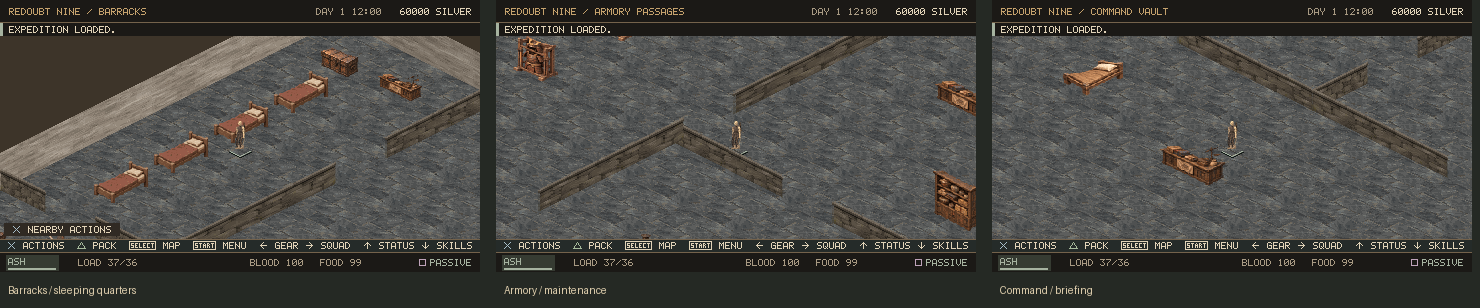 REDOUBT NINE / BARRACKS DAY 1 12:00 60000 SILVER
EXPEDITION LOADED.
NEARBY ACTIONS
ACTIONS PACK SELECT MAP START MENU ← GEAR → SQUAD ↑ STATUS ↓ SKILLS
ASH LOAD 37/36 BLOOD 100 FOOD 99 PASSIVE
Barracks / sleeping quarters
REDOUBT NINE / ARMORY PASSAGES DAY 1 12:00 60000 SILVER
EXPEDITION LOADED.
ACTIONS PACK SELECT MAP START MENU ← GEAR → SQUAD ↑ STATUS ↓ SKILLS
ASH LOAD 37/36 BLOOD 100 FOOD 99 PASSIVE
Armory / maintenance
REDOUBT NINE / COMMAND VAULT DAY 1 12:00 60000 SILVER
EXPEDITION LOADED.
ACTIONS PACK SELECT MAP START MENU ← GEAR → SQUAD ↑ STATUS ↓ SKILLS
ASH LOAD 37/36 BLOOD 100 FOOD 99 PASSIVE
Command / briefing